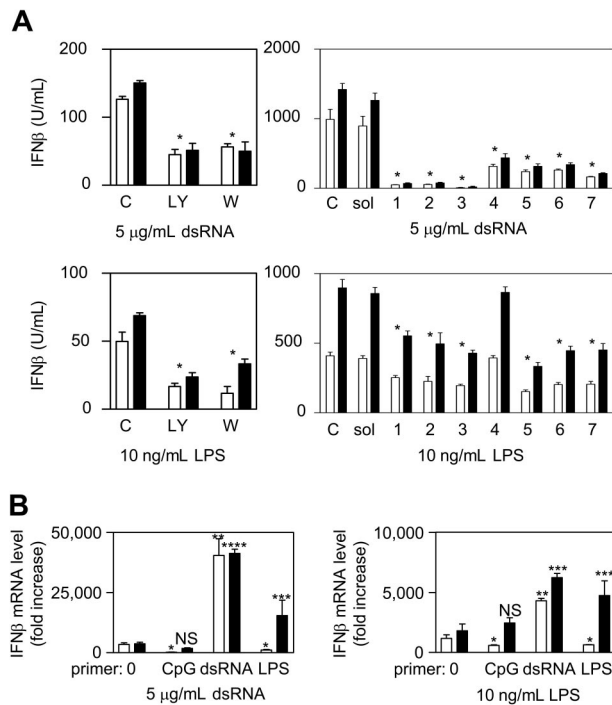 A
IFNβ (U/mL)
200
100
0
C LY W
5 μg/mL dsRNA
2000
1000
0
C sol 1 2 3 4 5 6 7
* * * * * * *
5 μg/mL dsRNA
* *
IFNβ (U/mL)
100
50
0
C LY W
* *
10 ng/mL LPS
1000
500
0
C sol 1 2 3 4 5 6 7
* * * * * *
10 ng/mL LPS
B
IFNβ mRNA level
(fold increase)
50,000
25,000
0
* NS ** **** * ***
primer: 0 CpG dsRNA LPS
5 μg/mL dsRNA
IFNβ mRNA level
(fold increase)
10,000
5,000
0
* NS ** *** * ***
primer: 0 CpG dsRNA LPS
10 ng/mL LPS